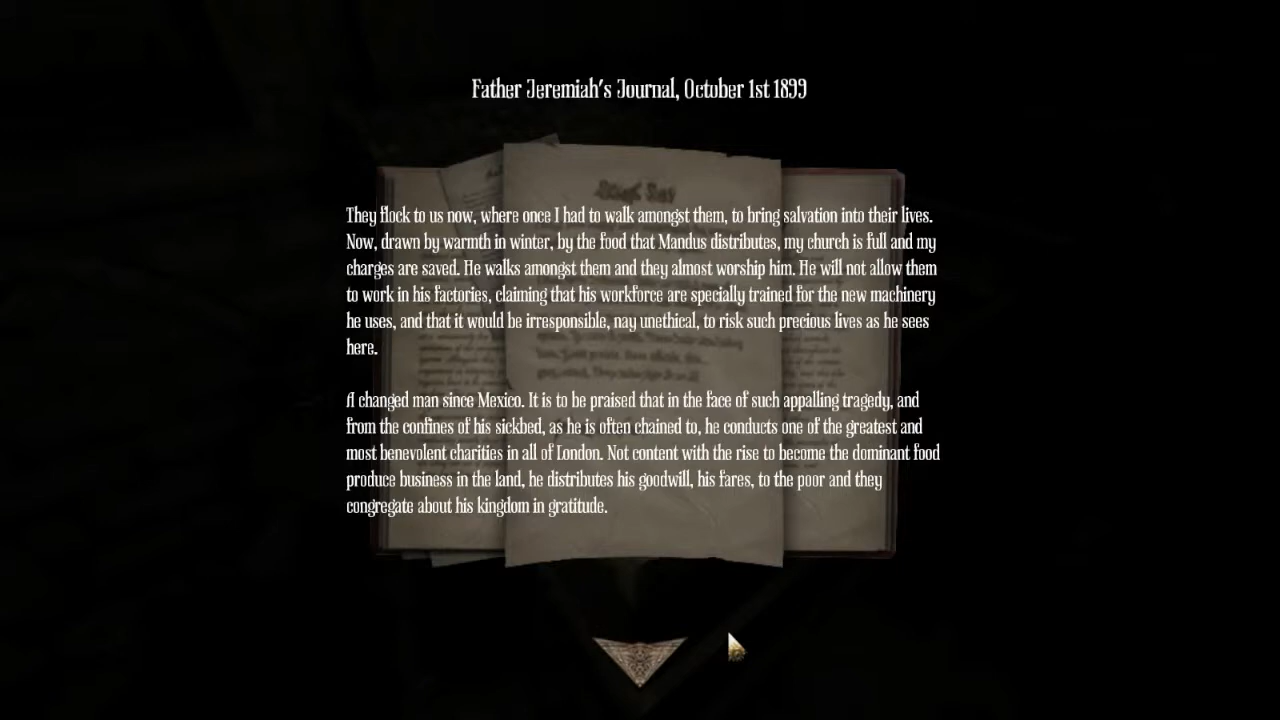 Father Jeremiah's Journal, October 1st 1899
They flock to us now, where once I had to walk amongst them, to bring salvation into their lives.
Now, drawn by warmth in winter, by the food that Mandus distributes, my church is full and my
charges are saved. He walks amongst them and they almost worship him. He will not allow them
to work in his factories, claiming that his workforce are specially trained for the new machinery
he uses, and that it would be irresponsible, nay unethical, to risk such precious lives as he sees
here.
A changed man since Mexico. It is to be praised that in the face of such appalling tragedy, and
from the confines of his sickbed, as he is often chained to, he conducts one of the greatest and
most benevolent charities in all of London. Not content with the rise to become the dominant food
produce business in the land, he distributes his goodwill, his fares, to the poor and they
congregate about his kingdom in gratitude.